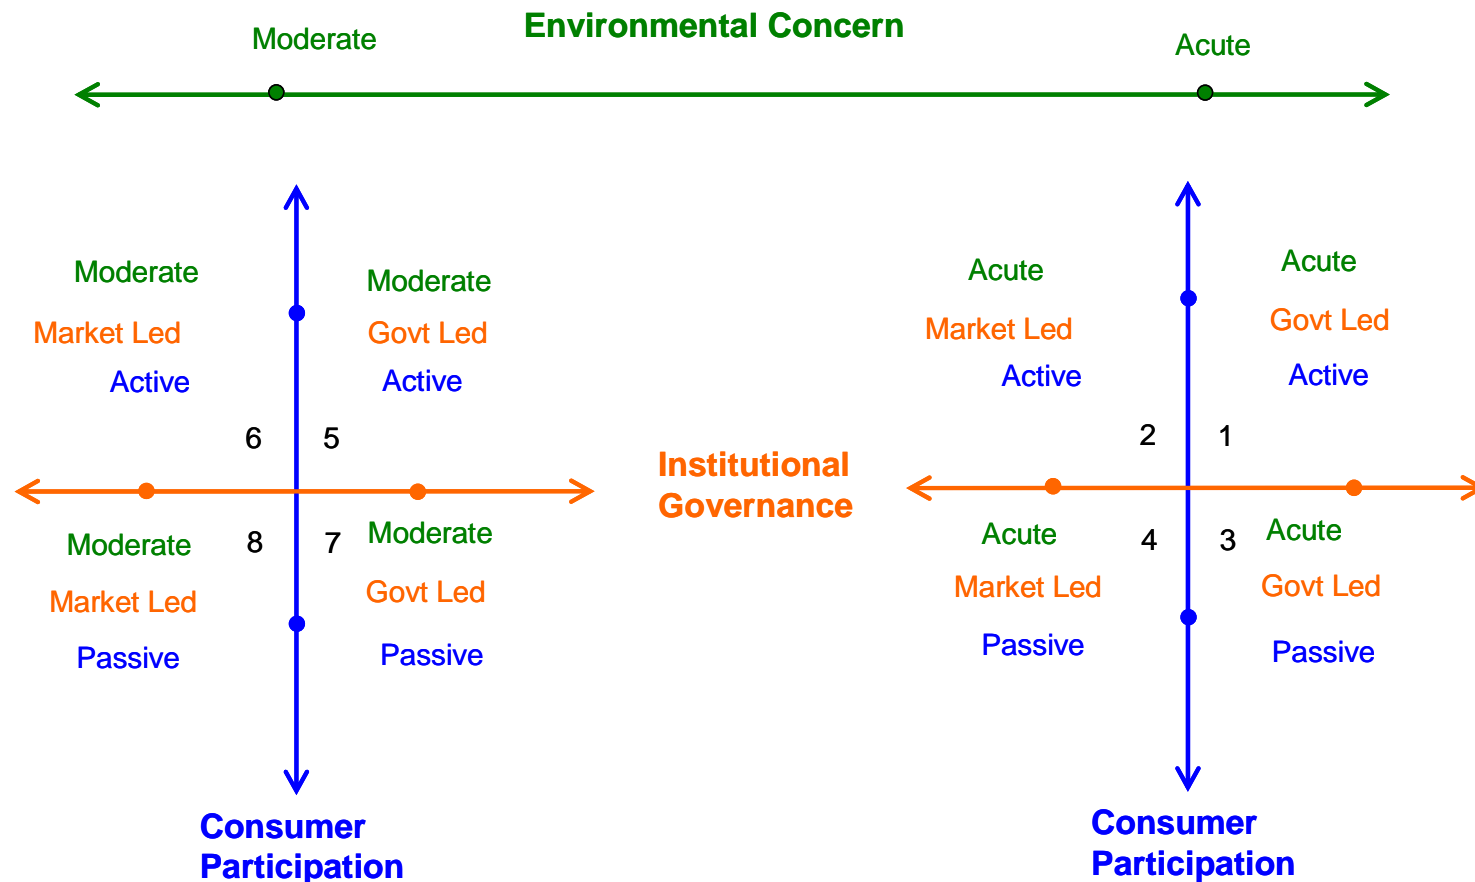 Environmental Concern
Moderate
Acute
Moderate
Market Led
Active
6
Moderate
Govt Led
Active
5
Moderate
Market Led
Passive
8
Moderate
Govt Led
Passive
7
Consumer
Participation
Institutional
Governance
Acute
Market Led
Active
2
Acute
Govt Led
Active
1
Acute
Market Led
Passive
4
Acute
Govt Led
Passive
3
Consumer
Participation